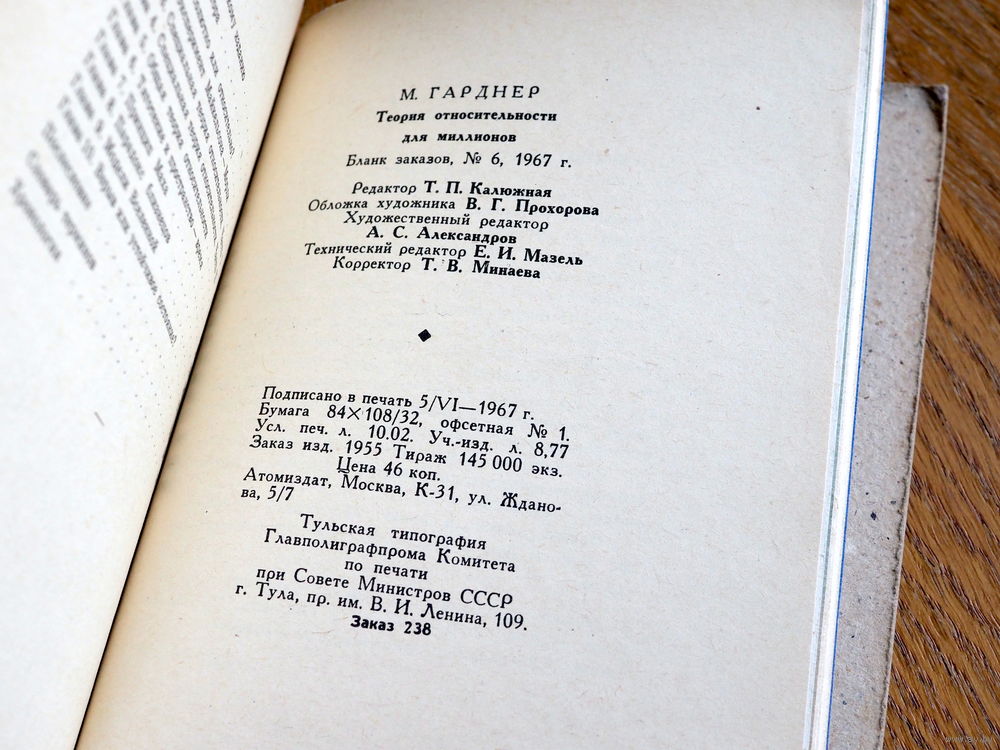 М. ГАРДНЕР
Теория относительности
для миллионов
Бланк заказов, № 6, 1967 г.
Редактор Т. П. Калюжная
Обложка художника В. Г. Прохорова
Художественный редактор
А. С. Александров
Технический редактор Е. И. Мазель
Корректор Т. В. Минаева
Подписано в печать 5/VI—1967 г.
Бумага 84×108/32, офсетная № 1.
Усл. печ. л. 10.02. Уч.-изд. л. 8,77
Заказ изд. 1955 Тираж 145 000 экз.
Цена 46 коп.
Атомиздат, Москва, К-31, ул. Ждано-
ва, 5/7
Тульская типография
Главполиграфпрома Комитета
по печати
при Совете Министров СССР
г. Тула, пр. им. В. И. Ленина, 109.
Заказ 238